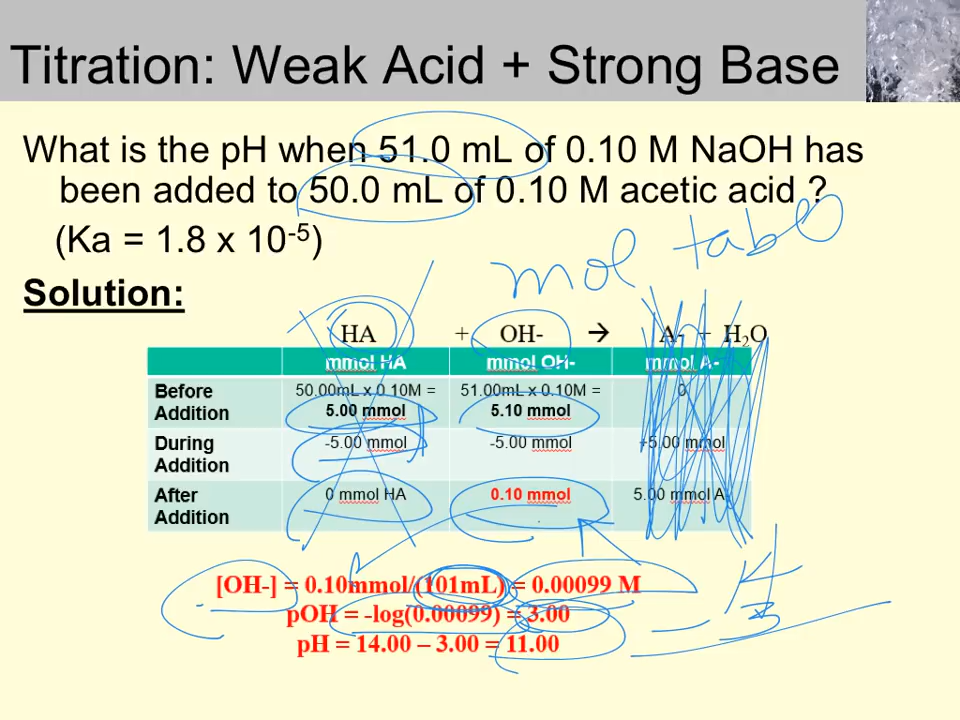 Titration: Weak Acid + Strong Base
What is the pH when 51.0 mL of 0.10 M NaOH has
been added to 50.0 mL of 0.10 M acetic acid ?
(Ka = 1.8 x 10⁻⁵)
mol table
Solution:
HA + OH- → A- + H₂O
mmol HA mmol OH- mmol A-
Before Addition 50.00mL x 0.10M = 5.00 mmol 51.00mL x 0.10M = 5.10 mmol 0
During Addition -5.00 mmol -5.00 mmol +5.00 mmol
After Addition 0 mmol HA 0.10 mmol 5.00 mmol A-
[OH-] = 0.10mmol/(101mL) = 0.00099 M
pOH = -log(0.00099) = 3.00
pH = 14.00 – 3.00 = 11.00